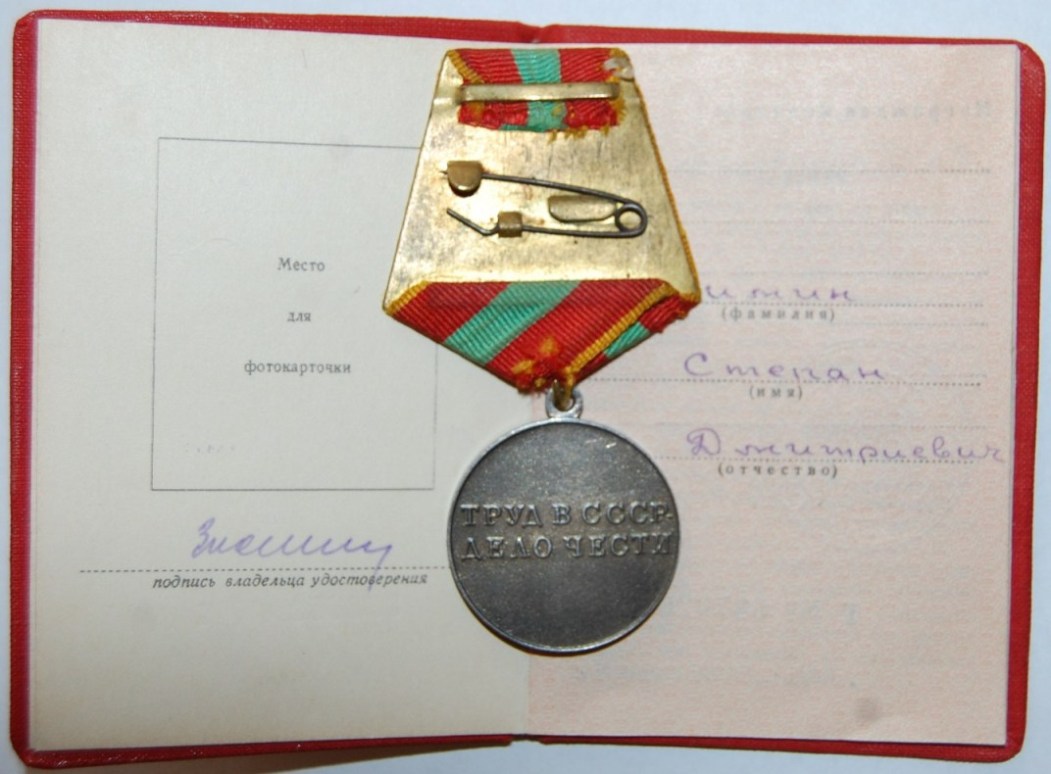 Место
для
фотокарточки
подпись владельца удостоверения
(фамилия)
Степан
(имя)
Дмитриевич
(отчество)
ТРУД В СССР-
ДЕЛО ЧЕСТИ